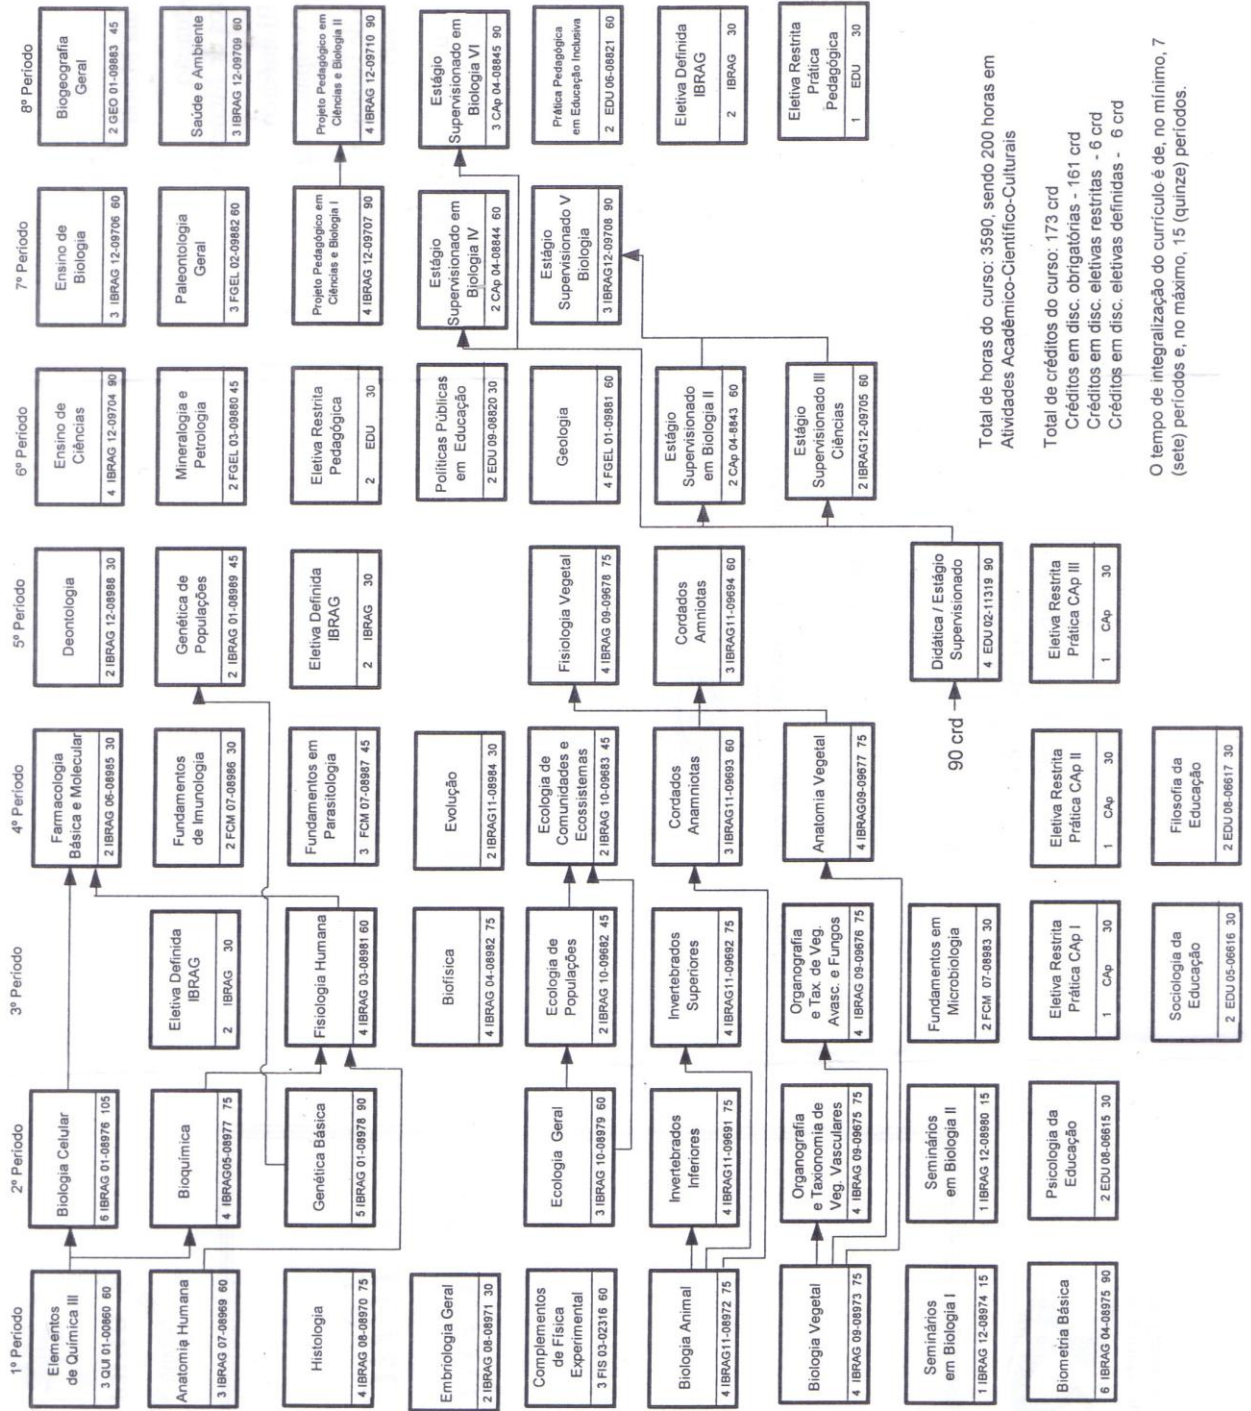 1º Período
Elementos
de Química III
3 QUI 01-00860 60
Anatomia Humana
3 IBRAG 07-08969 60
Histologia
4 IBRAG 08-08970 75
Embriologia Geral
2 IBRAG 08-08971 30
Complementos
de Física
Experimental
3 FIS 03-02316 60
Biologia Animal
4 IBRAG11-08972 75
Biologia Vegetal
4 IBRAG 09-08973 75
Seminários
em Biologia I
1 IBRAG 12-08974 15
Biometria Básica
6 IBRAG 04-08975 90
2º Período
Biologia Celular
6 IBRAG 01-08976 105
Bioquímica
4 IBRAG05-08977 75
Genética Básica
5 IBRAG 01-08978 90
Ecologia Geral
3 IBRAG 10-08979 60
Invertebrados
Inferiores
4 IBRAG11-09691 75
Organografia
e Taxionomia de
Veg. Vasculares
4 IBRAG 09-09675 75
Seminários
em Biologia II
1 IBRAG 12-08980 15
Psicologia da
Educação
2 EDU 08-06615 30
3º Período
Eletiva Definida
IBRAG
2 IBRAG 30
Fisiologia Humana
4 IBRAG 03-08981 60
Biofísica
4 IBRAG 04-08982 75
Ecologia de
Populações
2 IBRAG 10-09682 45
Invertebrados
Superiores
4 IBRAG11-09692 75
Organografia
e Tax. de Veg.
Avasc. e Fungos
4 IBRAG 09-09676 75
Fundamentos em
Microbiologia
2 FCM 07-08983 30
Eletiva Restrita
Prática CAp I
1 CAp 30
Sociologia da
Educação
2 EDU 05-06616 30
4º Período
Farmacologia
Básica e Molecular
2 IBRAG 06-08985 30
Fundamentos
de Imunologia
2 FCM 07-08986 30
Fundamentos em
Parasitologia
3 FCM 07-08987 45
Evolução
2 IBRAG11-08984 30
Ecologia de
Comunidades e
Ecossistemas
2 IBRAG 10-09683 45
Cordados
Anamniotas
3 IBRAG11-09693 60
Anatomia Vegetal
4 IBRAG09-09677 75
90 crd
Eletiva Restrita
Prática CAp II
1 CAp 30
Filosofia da
Educação
2 EDU 08-06617 30
5º Período
Deontologia
2 IBRAG 12-08988 30
Genética de
Populações
2 IBRAG 01-08989 45
Eletiva Definida
IBRAG
2 IBRAG 30
Fisiologia Vegetal
4 IBRAG 09-09678 75
Cordados
Amniotas
3 IBRAG11-09694 60
Didática / Estágio
Supervisionado
4 EDU 02-11319 90
Eletiva Restrita
Prática CAp III
1 CAp 30
6º Período
Ensino de
Ciências
4 IBRAG 12-09704 90
Mineralogia e
Petrologia
2 FGEL 03-09880 45
Eletiva Restrita
Pedagógica
2 EDU 30
Políticas Públicas
em Educação
2 EDU 09-08820 30
Geologia
4 FGEL 01-09881 60
Estágio
Supervisionado
em Biologia II
2 CAp 04-8843 60
Estágio
Supervisionado III
Ciências
2 IBRAG12-09705 60
7º Período
Ensino de
Biologia
3 IBRAG 12-09706 60
Paleontologia
Geral
3 FGEL 02-09882 60
Projeto Pedagógico em
Ciências e Biologia I
4 IBRAG 12-09707 90
Estágio
Supervisionado em
Biologia IV
2 CAp 04-08844 60
Estágio
Supervisionado V
Biologia
3 IBRAG12-09708 90
8º Período
Biogeografia
Geral
2 GEO 01-09883 45
Saúde e Ambiente
3 IBRAG 12-09709 60
Projeto Pedagógico em
Ciências e Biologia II
4 IBRAG 12-09710 90
Estágio
Supervisionado em
Biologia VI
3 CAp 04-08845 90
Prática Pedagógica
em Educação Inclusiva
2 EDU 06-08821 60
Eletiva Definida
IBRAG
2 IBRAG 30
Eletiva Restrita
Prática
Pedagógica
1 EDU 30
Total de horas do curso: 3590, sendo 200 horas em
Atividades Acadêmico-Científico-Culturais
Total de créditos do curso: 173 crd
Créditos em disc. obrigatórias - 161 crd
Créditos em disc. eletivas restritas - 6 crd
Créditos em disc. eletivas definidas - 6 crd
O tempo de integralização do currículo é de, no mínimo, 7
(sete) períodos e, no máximo, 15 (quinze) períodos.